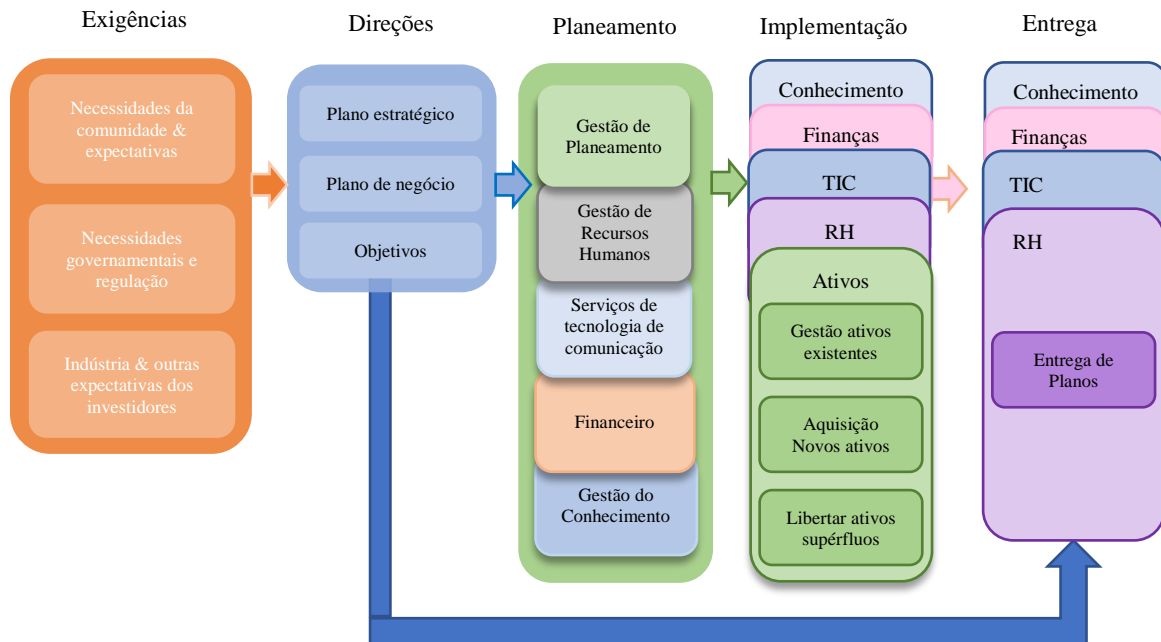 Exigências
Necessidades da
comunidade &
expectativas
Necessidades
governamentais e
regulação
Indústria & outras
expectativas dos
investidores
Direções
Plano estratégico
Plano de negócio
Objetivos
Planeamento
Gestão de
Planeamento
Gestão de
Recursos
Humanos
Serviços de
tecnologia de
comunicação
Financeiro
Gestão do
Conhecimento
Implementação
Conhecimento
Finanças
TIC
RH
Ativos
Gestão ativos
existentes
Aquisição
Novos ativos
Libertar ativos
supérfluos
Entrega
Conhecimento
Finanças
TIC
RH
Entrega de
Planos